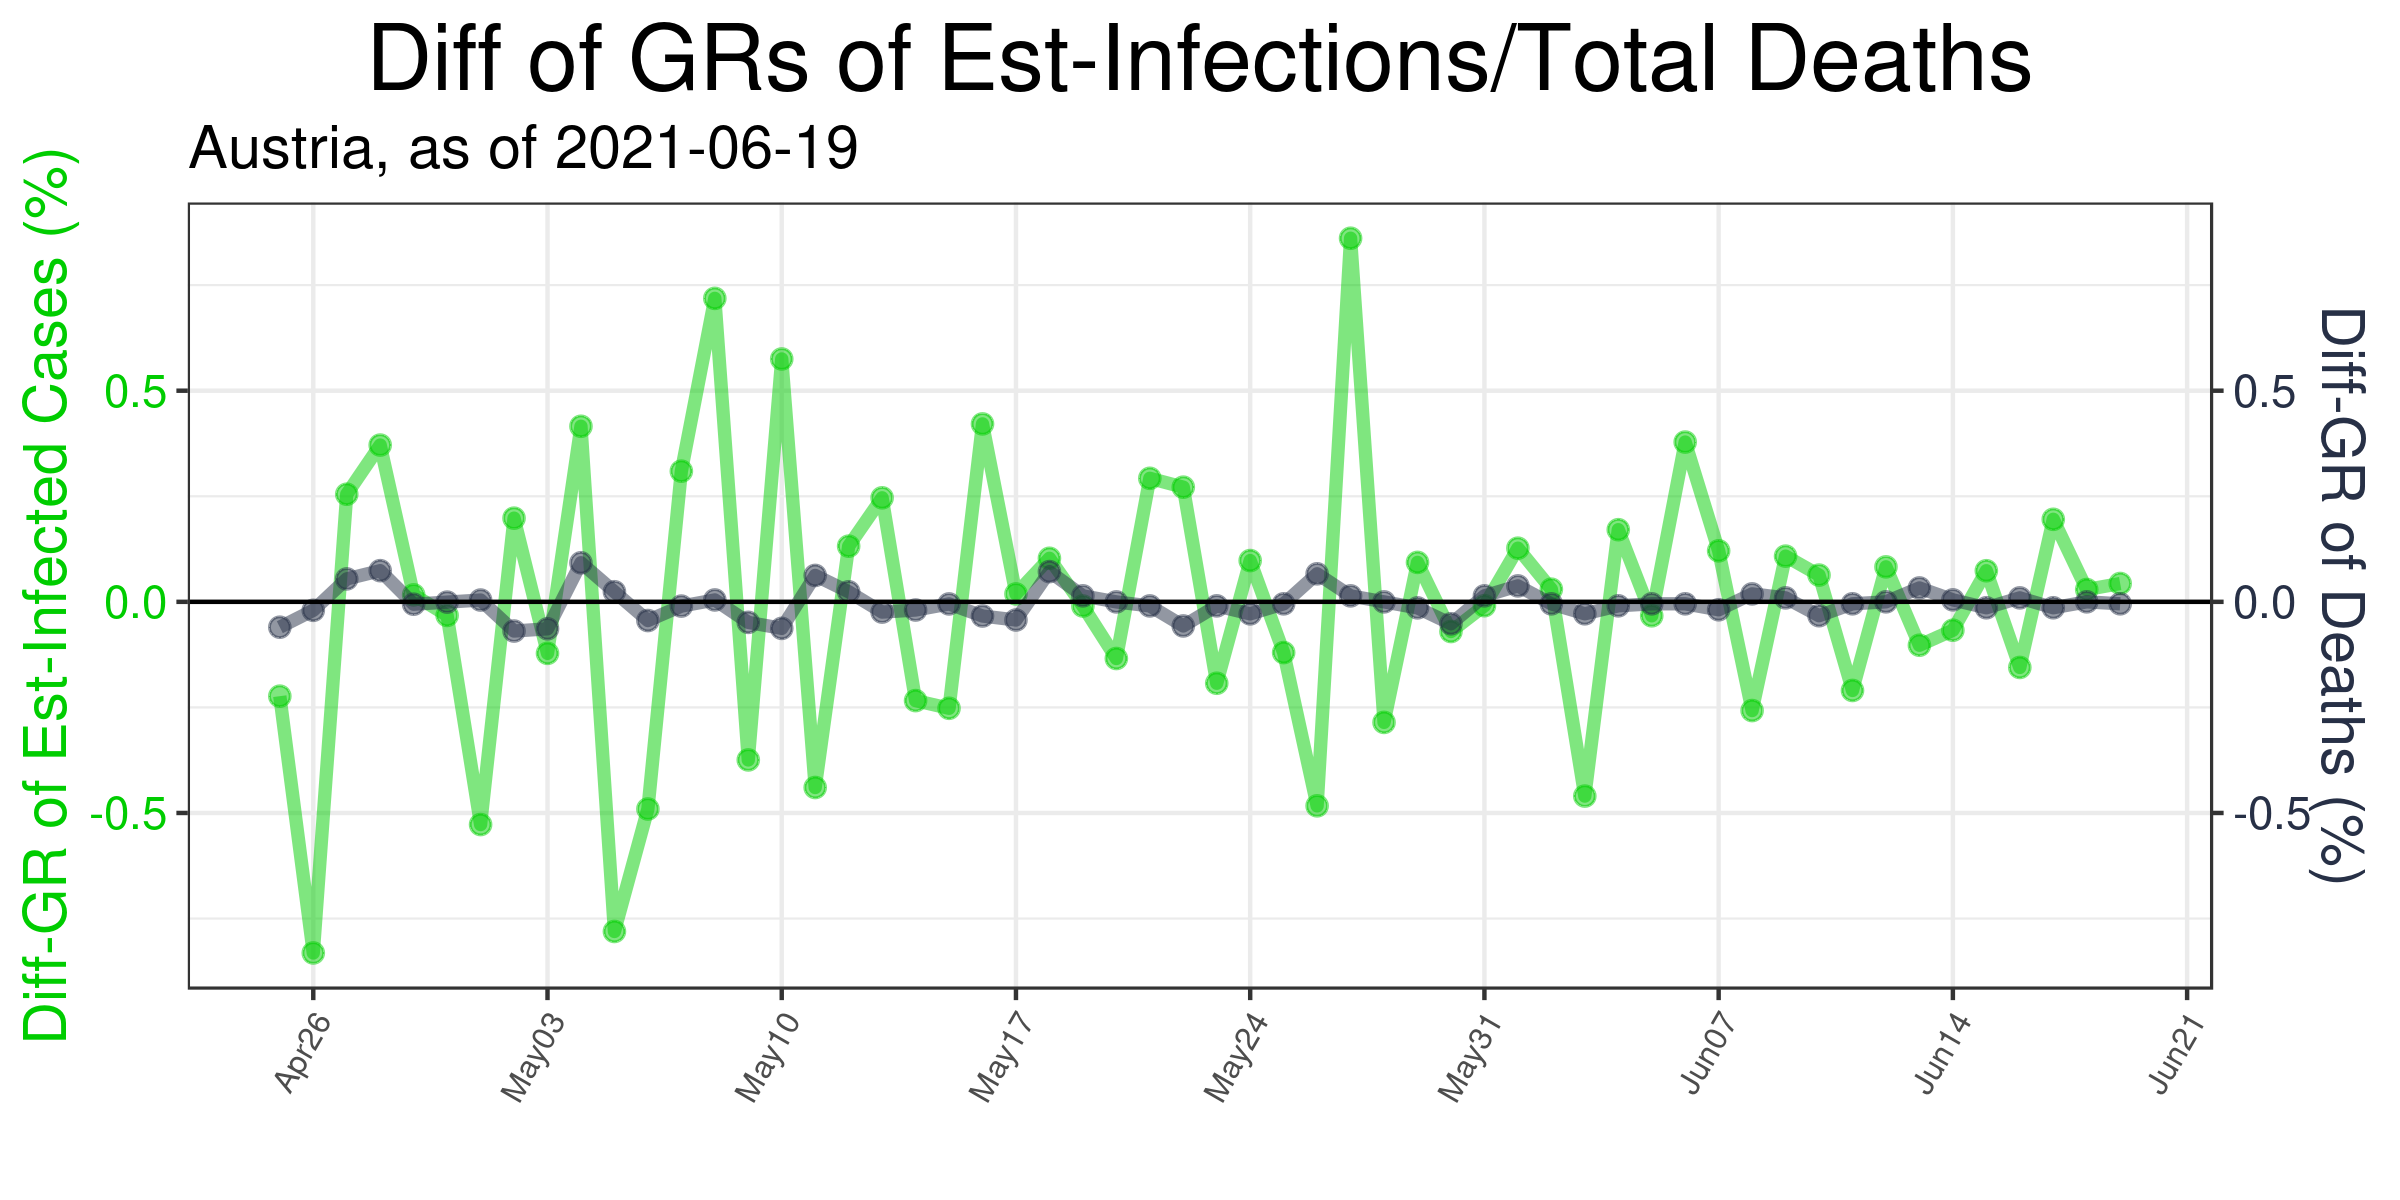 Diff of GRs of Est-Infections/Total Deaths
Austria, as of 2021-06-19
Diff-GR of Est-Infected Cases (%)
0.5
0.0
-0.5
0.5
0.0
-0.5
Diff-GR of Deaths (%)
Apr26
May03
May10
May17
May24
May31
Jun07
Jun14
Jun21